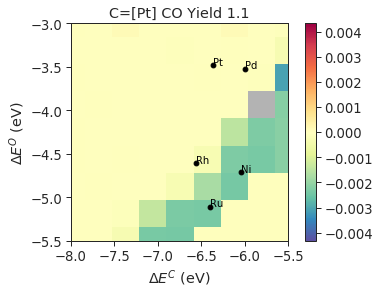 C=[Pt] CO Yield 1.1
−3.0
−3.5
−4.0
−4.5
−5.0
−5.5
ΔE^O (eV)
Pt
Pd
Rh
Ni
Ru
−8.0 −7.5 −7.0 −6.5 −6.0 −5.5
ΔE^C (eV)
0.004
0.003
0.002
0.001
0.000
−0.001
−0.002
−0.003
−0.004